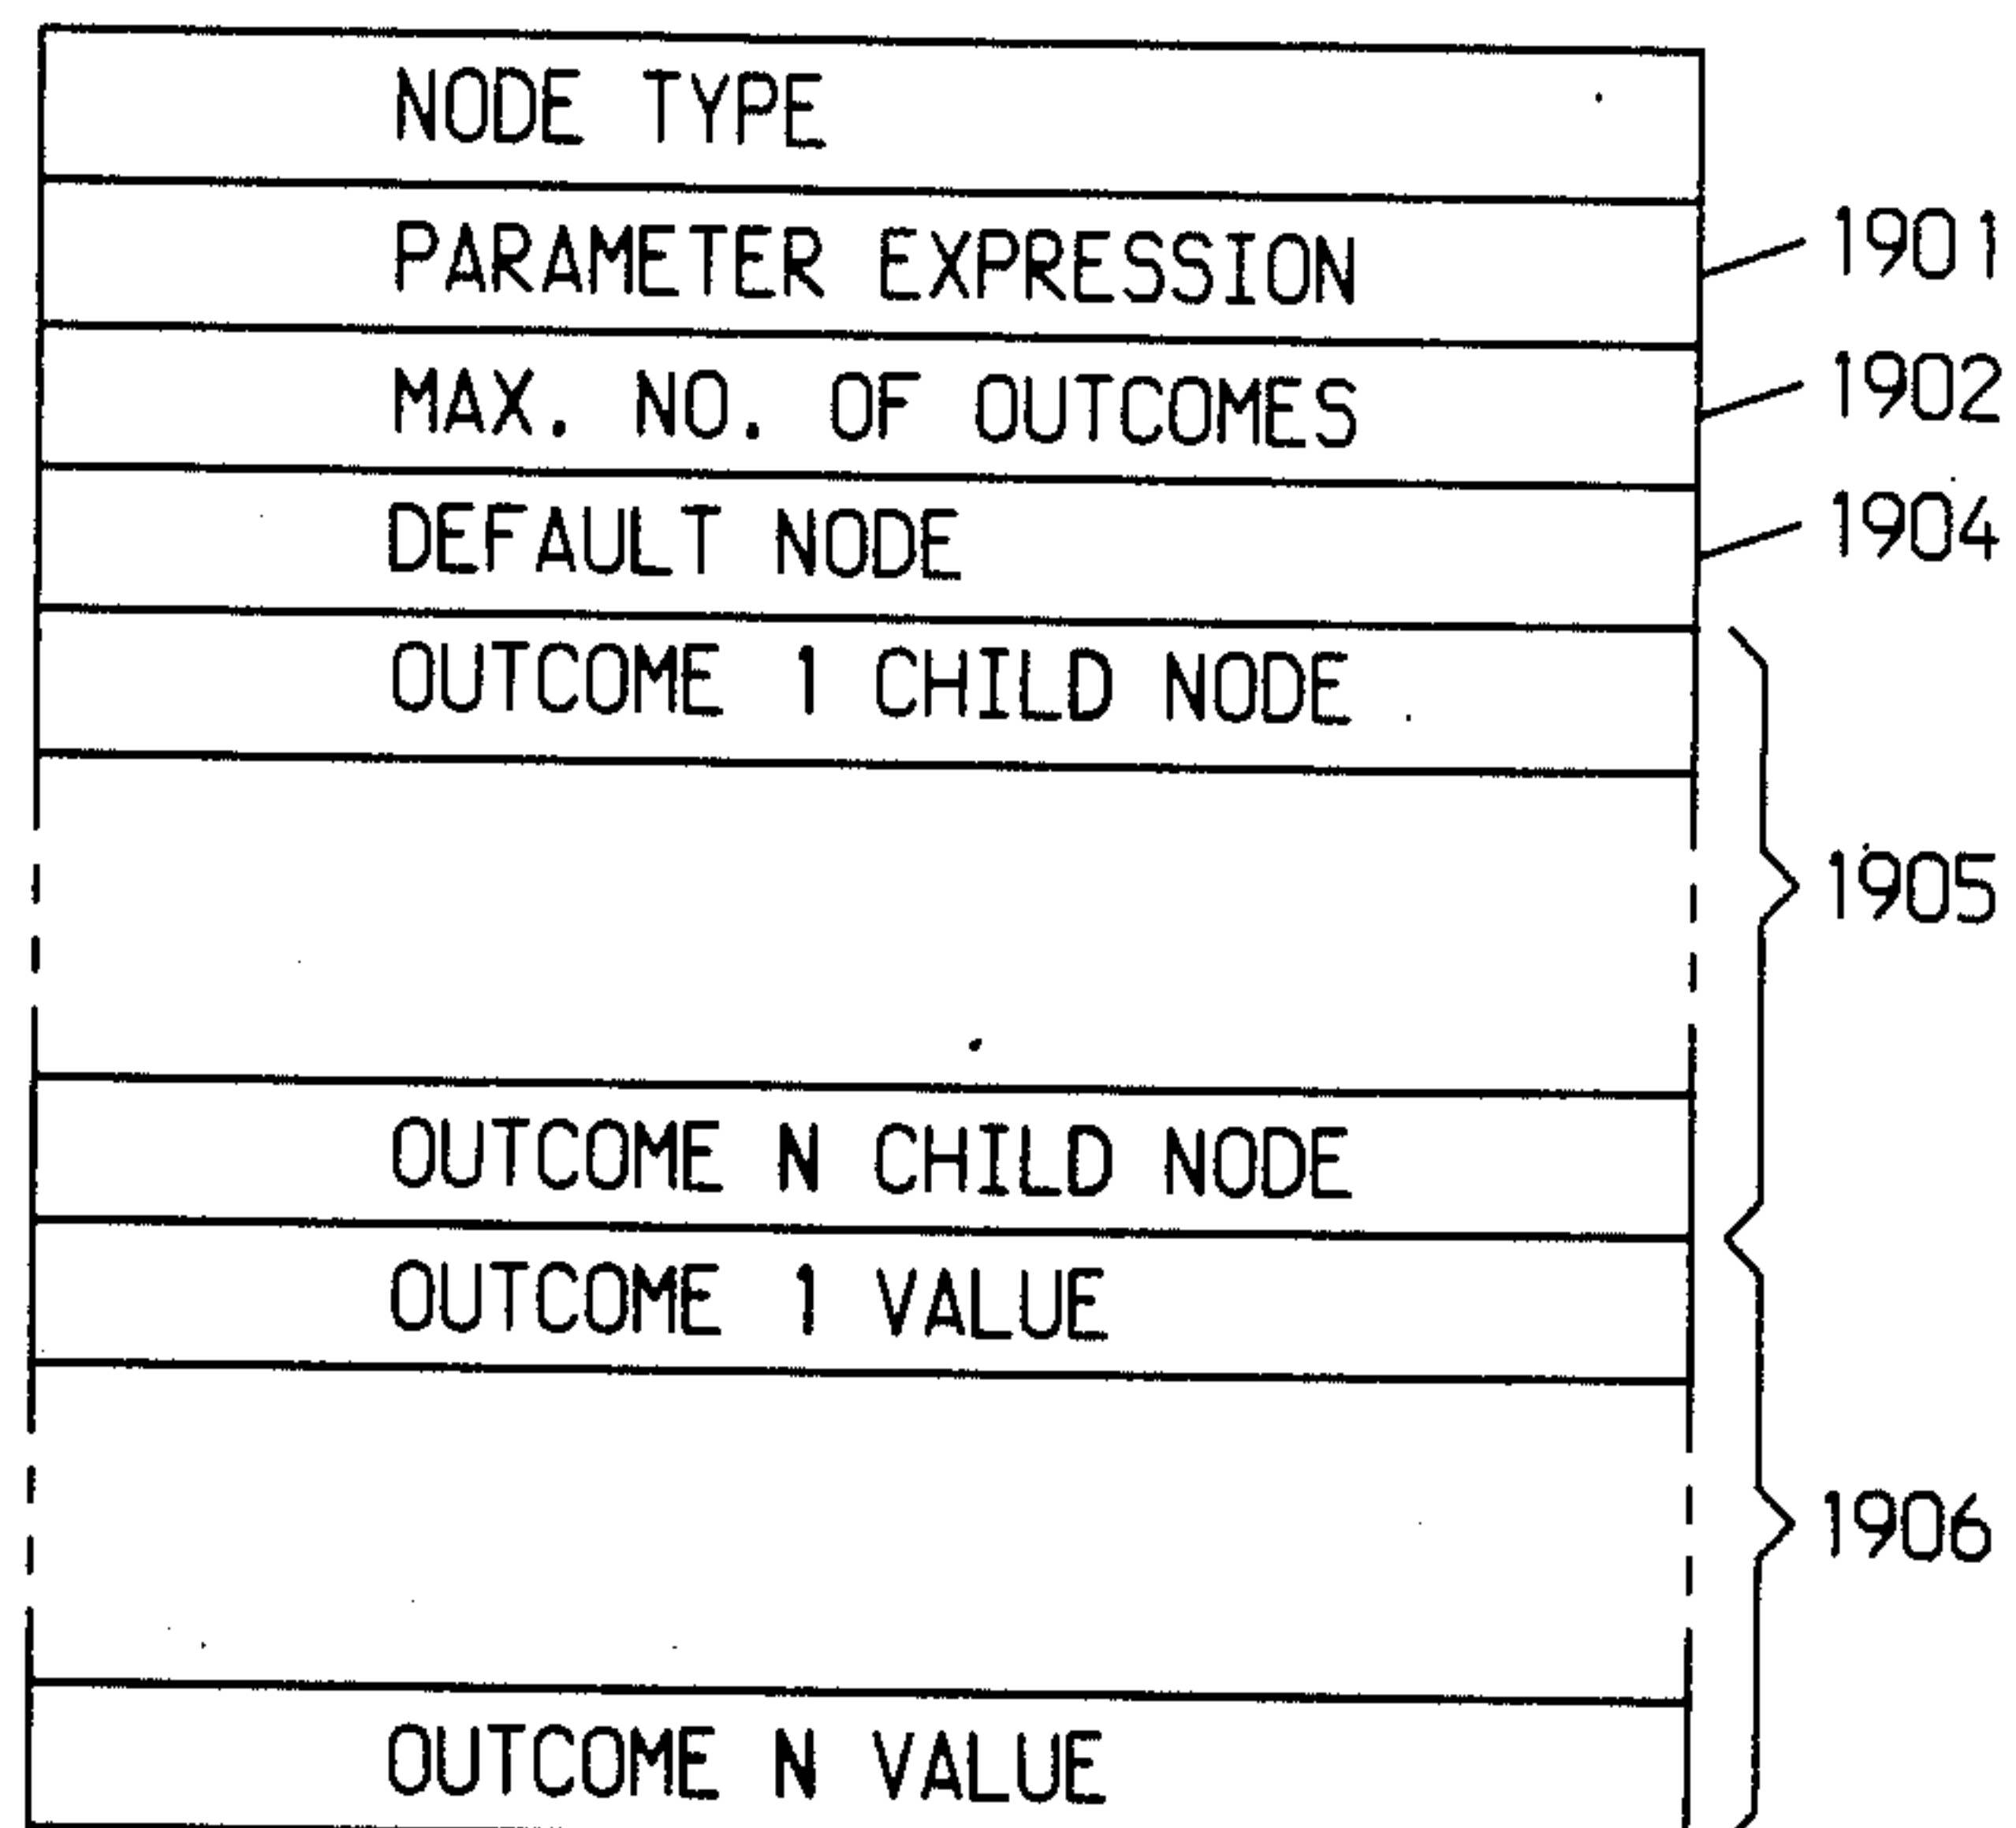 NODE TYPE
PARAMETER EXPRESSION 1901
MAX. NO. OF OUTCOMES 1902
DEFAULT NODE 1904
OUTCOME 1 CHILD NODE
1905
OUTCOME N CHILD NODE
OUTCOME 1 VALUE
1906
OUTCOME N VALUE